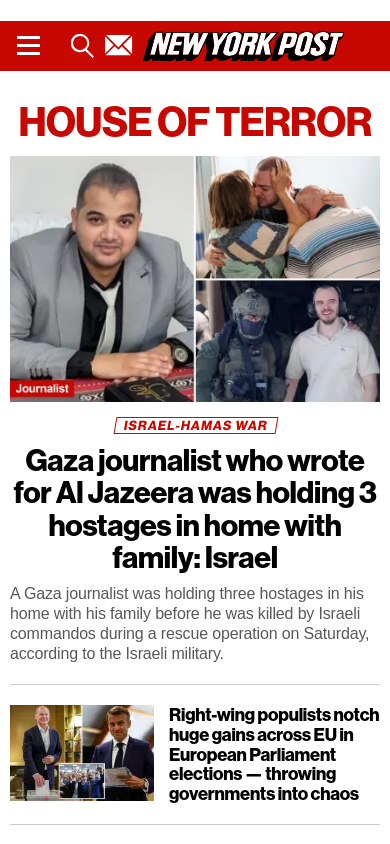 NEW YORK POST
HOUSE OF TERROR
Journalist
ISRAEL-HAMAS WAR
Gaza journalist who wrote
for Al Jazeera was holding 3
hostages in home with
family: Israel
A Gaza journalist was holding three hostages in his
home with his family before he was killed by Israeli
commandos during a rescue operation on Saturday,
according to the Israeli military.
Right-wing populists notch
huge gains across EU in
European Parliament
elections — throwing
governments into chaos